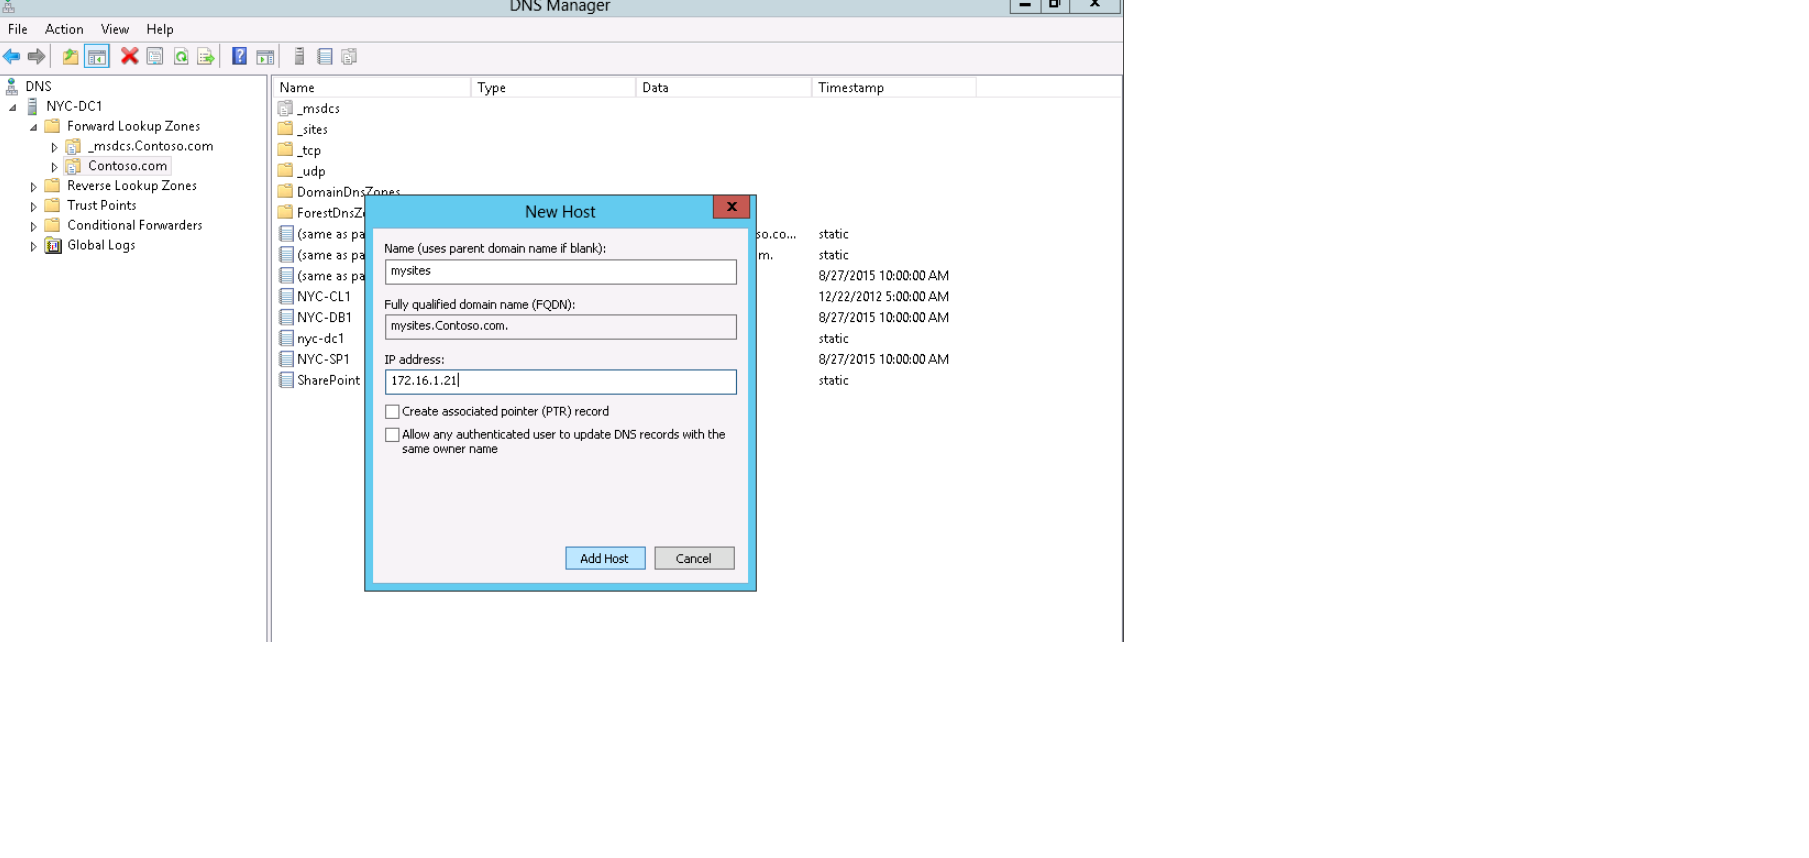 DNS Manager
File Action View Help
DNS
NYC-DC1
Forward Lookup Zones
_msdcs.Contoso.com
Contoso.com
Reverse Lookup Zones
Trust Points
Conditional Forwarders
Global Logs
Name Type Data Timestamp
_msdcs
_sites
_tcp
_udp
DomainDnsZones
ForestDnsZ
(same as pa so.co... static
(same as pa m. static
(same as pa 8/27/2015 10:00:00 AM
NYC-CL1 12/22/2012 5:00:00 AM
NYC-DB1 8/27/2015 10:00:00 AM
nyc-dc1 static
NYC-SP1 8/27/2015 10:00:00 AM
SharePoint static
New Host
Name (uses parent domain name if blank):
mysites
Fully qualified domain name (FQDN):
mysites.Contoso.com.
IP address:
172.16.1.21
Create associated pointer (PTR) record
Allow any authenticated user to update DNS records with the
same owner name
Add Host Cancel